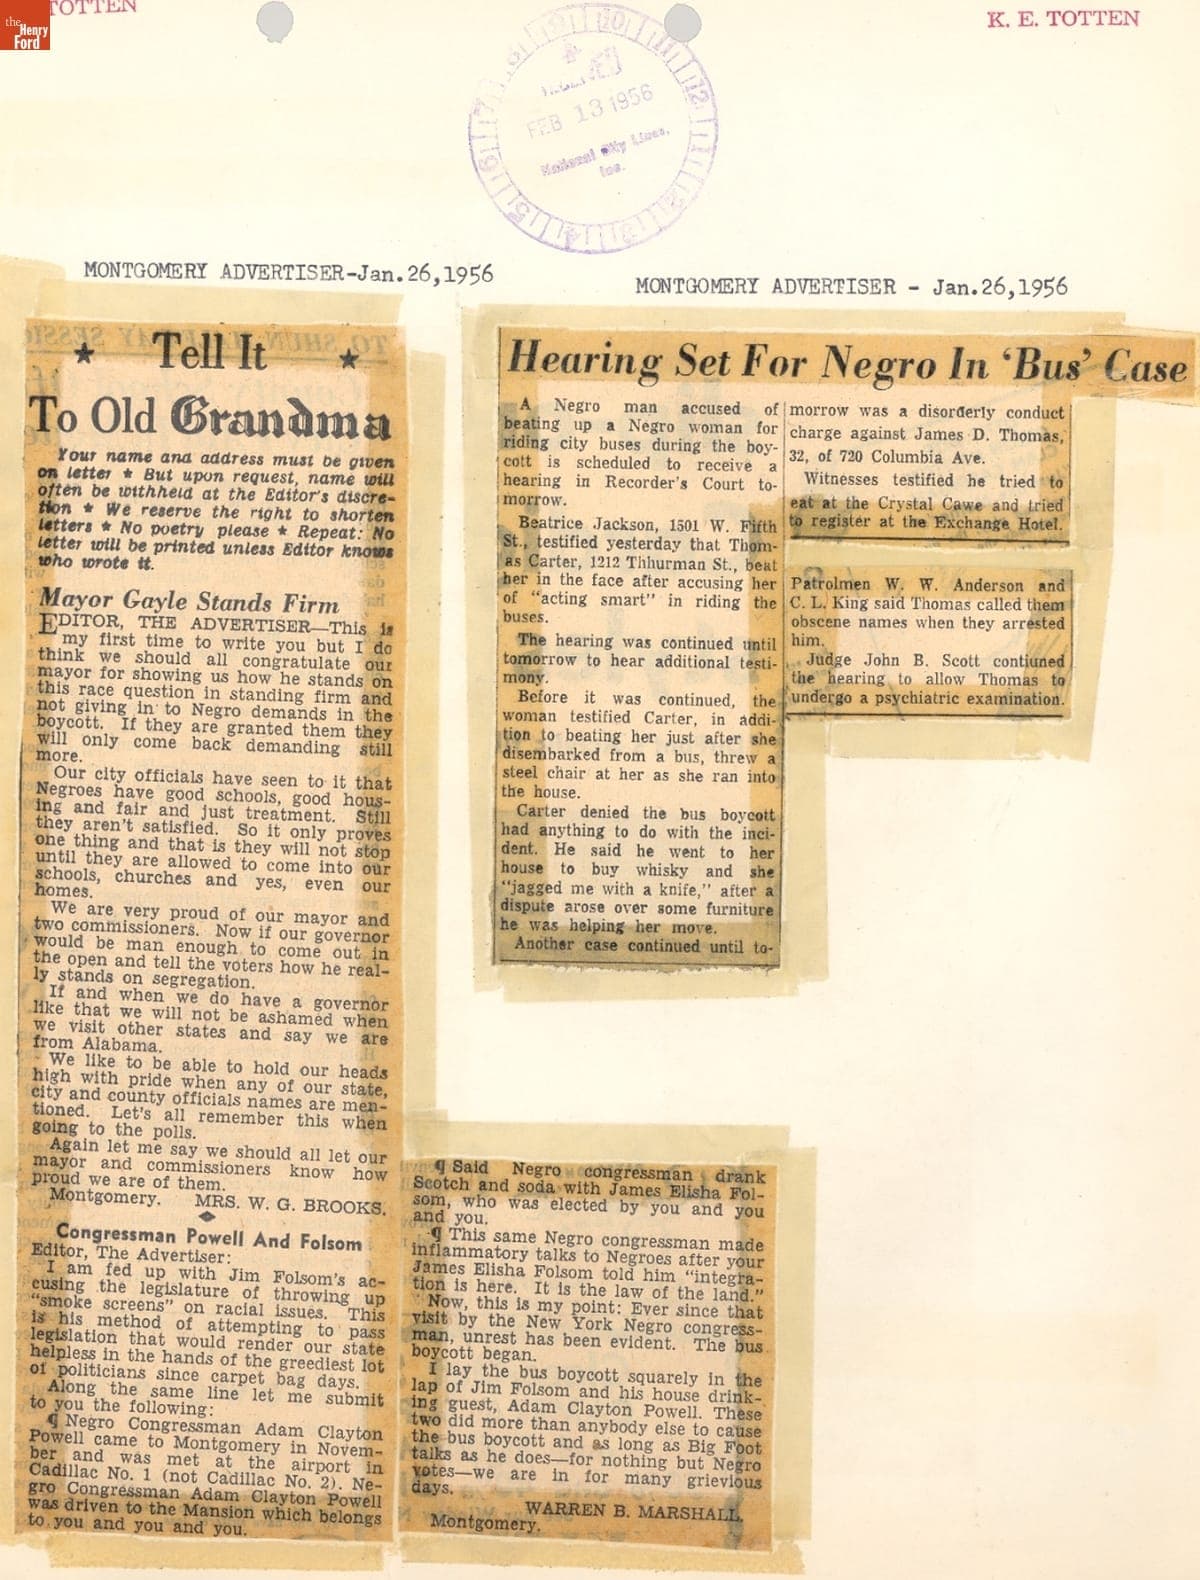 the
Henry
Ford
TOTTEN
K. E. TOTTEN
9 10 11 12 1 2 3 4 5 6 7 8
FEB 13 1956
National City Lines,
Inc.
MONTGOMERY ADVERTISER-Jan.26,1956
★ Tell It ★
To Old Grandma
Your name and address must be given
on letter ★ But upon request, name will
often be withheld at the Editor's discre-
tion ★ We reserve the right to shorten
letters ★ No poetry please ★ Repeat: No
letter will be printed unless Editor knows
who wrote it.
Mayor Gayle Stands Firm
EDITOR, THE ADVERTISER—This is
my first time to write you but I do
think we should all congratulate our
mayor for showing us how he stands on
this race question in standing firm and
not giving in to Negro demands in the
boycott. If they are granted them they
will only come back demanding still
more.
Our city officials have seen to it that
Negroes have good schools, good hous-
ing and fair and just treatment. Still
they aren't satisfied. So it only proves
one thing and that is they will not stop
until they are allowed to come into our
schools, churches and yes, even our
homes.
We are very proud of our mayor and
two commissioners. Now if our governor
would be man enough to come out in
the open and tell the voters how he real-
ly stands on segregation.
If and when we do have a governor
like that we will not be ashamed when
we visit other states and say we are
from Alabama.
We like to be able to hold our heads
high with pride when any of our state,
city and county officials names are men-
tioned. Let's all remember this when
going to the polls.
Again let me say we should all let our
mayor and commissioners know how
proud we are of them.
Montgomery. MRS. W. G. BROOKS.
Congressman Powell And Folsom
Editor, The Advertiser:
I am fed up with Jim Folsom's ac-
cusing the legislature of throwing up
"smoke screens" on racial issues. This
is his method of attempting to pass
legislation that would render our state
helpless in the hands of the greediest lot
of politicians since carpet bag days.
Along the same line let me submit
to you the following:
¶ Negro Congressman Adam Clayton
Powell came to Montgomery in Novem-
ber and was met at the airport in
Cadillac No. 1 (not Cadillac No. 2). Ne-
gro Congressman Adam Clayton Powell
was driven to the Mansion which belongs
to you and you and you.
¶ Said Negro congressman drank
Scotch and soda with James Elisha Fol-
som, who was elected by you and you
and you.
¶ This same Negro congressman made
inflammatory talks to Negroes after your
James Elisha Folsom told him "integra-
tion is here. It is the law of the land."
Now, this is my point: Ever since that
visit by the New York Negro congress-
man, unrest has been evident. The bus
boycott began.
I lay the bus boycott squarely in the
lap of Jim Folsom and his house drink-
ing guest, Adam Clayton Powell. These
two did more than anybody else to cause
the bus boycott and as long as Big Foot
talks as he does—for nothing but Negro
votes—we are in for many grievious
days.
WARREN B. MARSHALL.
Montgomery.
MONTGOMERY ADVERTISER - Jan.26,1956
Hearing Set For Negro In 'Bus' Case
A Negro man accused of
beating up a Negro woman for
riding city buses during the boy-
cott is scheduled to receive a
hearing in Recorder's Court to-
morrow.
Beatrice Jackson, 1501 W. Fifth
St., testified yesterday that Thom-
as Carter, 1212 Thhurman St., beat
her in the face after accusing her
of "acting smart" in riding the
buses.
The hearing was continued until
tomorrow to hear additional testi-
mony.
Before it was continued, the
woman testified Carter, in addi-
tion to beating her just after she
disembarked from a bus, threw a
steel chair at her as she ran into
the house.
Carter denied the bus boycott
had anything to do with the inci-
dent. He said he went to her
house to buy whisky and she
"jagged me with a knife," after a
dispute arose over some furniture
he was helping her move.
Another case continued until to-
morrow was a disorderly conduct
charge against James D. Thomas,
32, of 720 Columbia Ave.
Witnesses testified he tried to
eat at the Crystal Cawe and tried
to register at the Exchange Hotel.
Patrolmen W. W. Anderson and
C. L. King said Thomas called them
obscene names when they arrested
him.
Judge John B. Scott contiuned
the hearing to allow Thomas to
undergo a psychiatric examination.